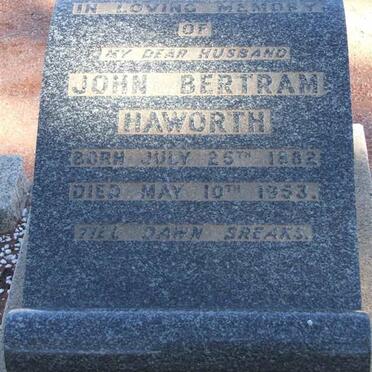 IN LOVING MEMORY
OF
MY DEAR HUSBAND
JOHN BERTRAM
HAWORTH
BORN JULY 25TH 1882
DIED MAY 10TH 1953.
TILL DAWN BREAKS.